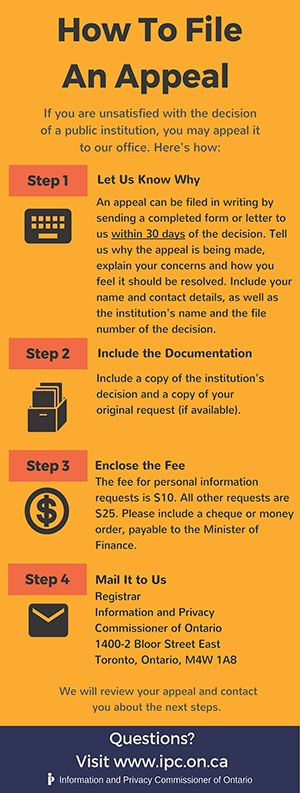 How To File
An Appeal
If you are unsatisfied with the decision
of a public institution, you may appeal it
to our office. Here's how:
Step 1
Let Us Know Why
An appeal can be filed in writing by
sending a completed form or letter to
us within 30 days of the decision. Tell
us why the appeal is being made,
explain your concerns and how you
feel it should be resolved. Include your
name and contact details, as well as
the institution's name and the file
number of the decision.
Step 2
Include the Documentation
Include a copy of the institution's
decision and a copy of your
original request (if available).
Step 3
Enclose the Fee
The fee for personal information
requests is $10. All other requests are
$25. Please include a cheque or money
order, payable to the Minister of
Finance.
Step 4
Mail It to Us
Registrar
Information and Privacy
Commissioner of Ontario
1400-2 Bloor Street East
Toronto, Ontario, M4W 1A8
We will review your appeal and contact
you about the next steps.
Questions?
Visit www.ipc.on.ca
Information and Privacy Commissioner of Ontario